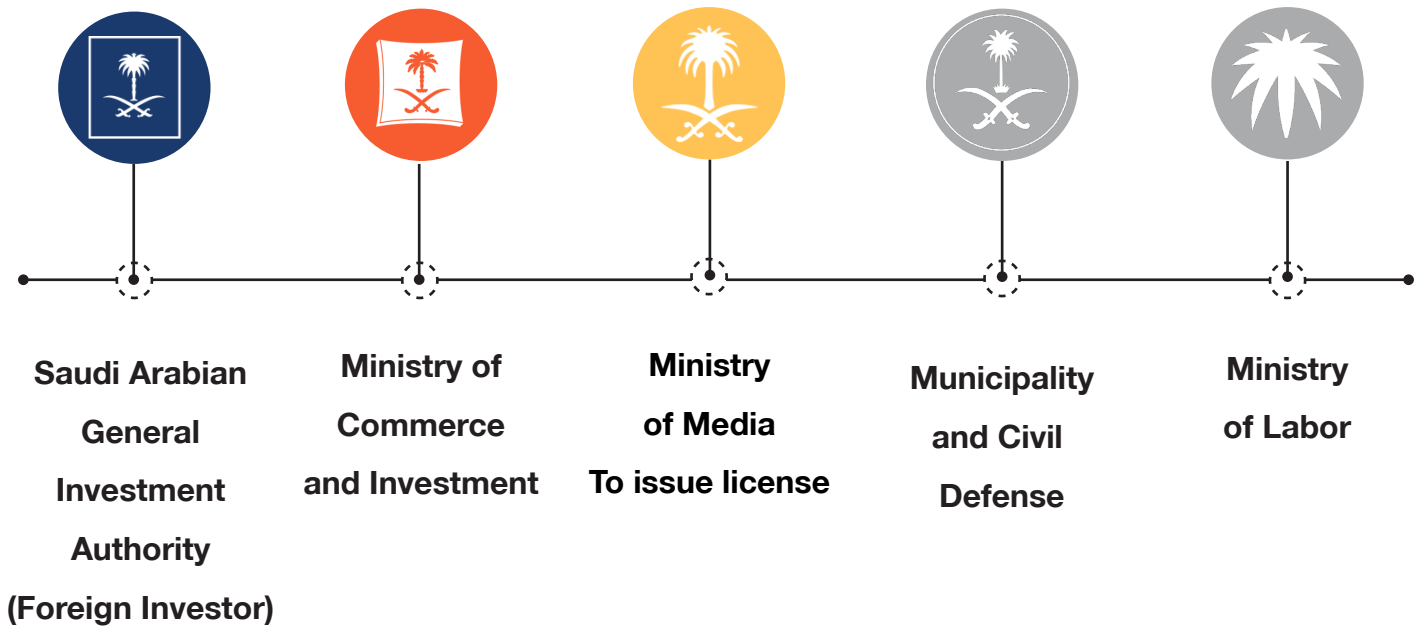 Saudi Arabian
General
Investment
Authority
(Foreign Investor)
Ministry of
Commerce
and Investment
Ministry
of Media
To issue license
Municipality
and Civil
Defense
Ministry
of Labor